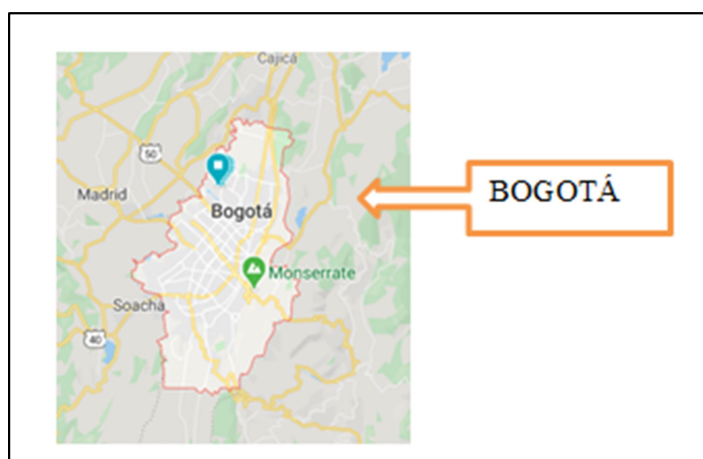 Cajicá
50
Madrid
Bogotá
BOGOTÁ
Monserrate
Soacha
40